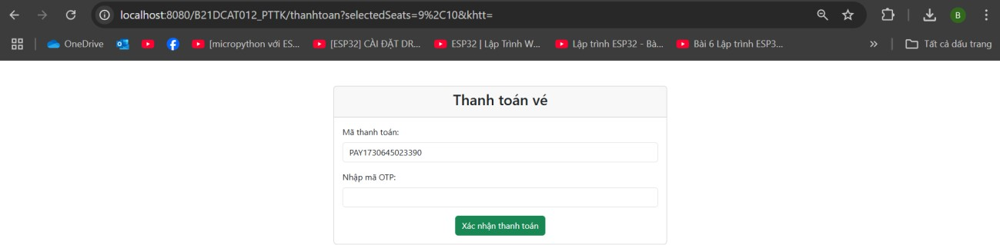 localhost:8080/B21DCAT012_PTTK/thanhtoan?selectedSeats=9%2C10&khtt=
B
OneDrive [micropython với ES... [ESP32] CÀI ĐẶT DR... ESP32 | Lập Trình W... Lập trình ESP32 - Bà... Bài 6 Lập trình ESP3... » Tất cả dấu trang
Thanh toán vé
Mã thanh toán:
PAY1730645023390
Nhập mã OTP:
Xác nhận thanh toán